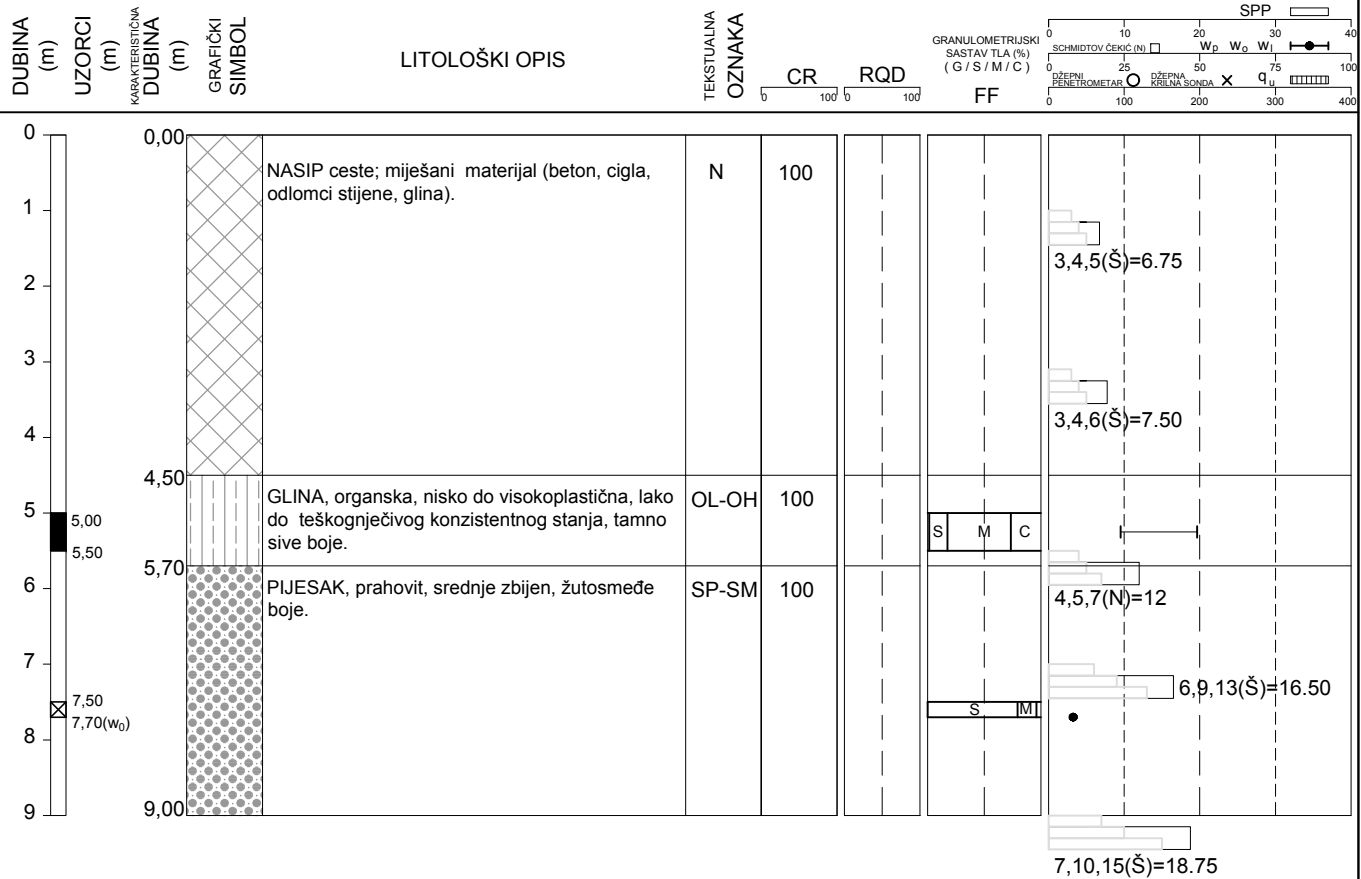 DUBINA
(m)
UZORCI
(m)
KARAKTERISTIČNA
DUBINA
(m)
GRAFIČKI
SIMBOL
LITOLOŠKI OPIS
TEKSTUALNA
OZNAKA
CR
0 100
RQD
0 100
GRANULOMETRIJSKI
SASTAV TLA (%)
( G / S / M / C )
FF
SPP
0 10 20 30 40
SCHMIDTOV ČEKIĆ (N) wp wo wl
0 25 50 75 100
DŽEPNI
PENETROMETAR
DŽEPNA
KRILNA SONDA
qu
0 100 200 300 400
0
0,00
NASIP ceste; miješani materijal (beton, cigla,
odlomci stijene, glina).
N
100
1
3,4,5(Š)=6.75
2
3
3,4,6(Š)=7.50
4
4,50
GLINA, organska, nisko do visokoplastična, lako
do teškognječivog konzistentnog stanja, tamno
sive boje.
OL-OH
100
5
5,00
5,50
S M C
5,70
PIJESAK, prahovit, srednje zbijen, žutosmeđe
boje.
SP-SM
100
6
4,5,7(N)=12
7
6,9,13(Š)=16.50
7,50
7,70(w0)
S M
8
9
9,00
7,10,15(Š)=18.75